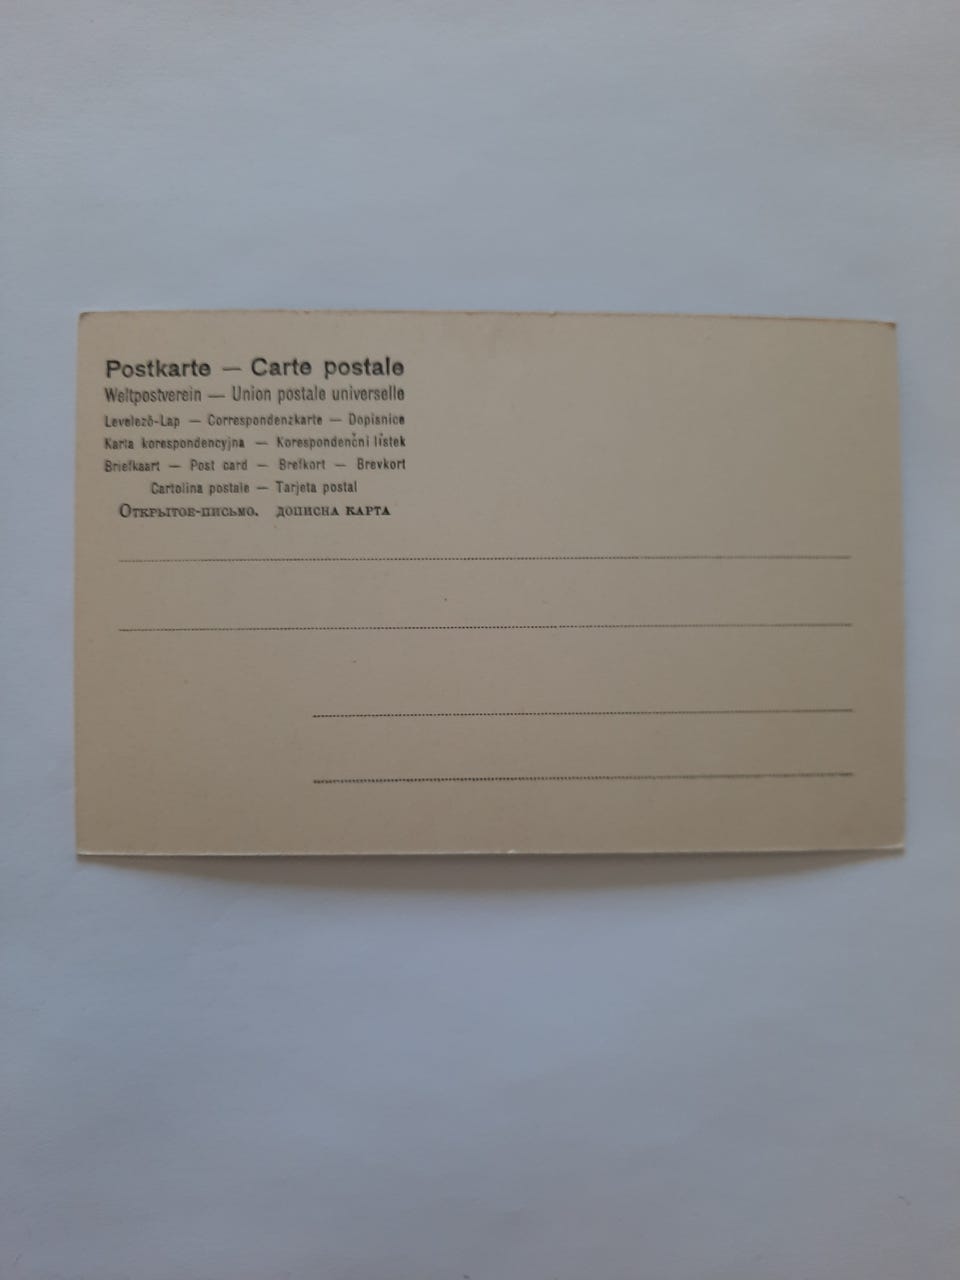 Postkarte — Carte postale
Weltpostverein — Union postale universelle
Levelező-Lap — Correspondenzkarte — Dopisnice
Karta korespondencyjna — Korespondenční lístek
Briefkaart — Post card — Brefkort — Brevkort
Cartolina postale — Tarjeta postal
Открытое-письмо. дописна карта